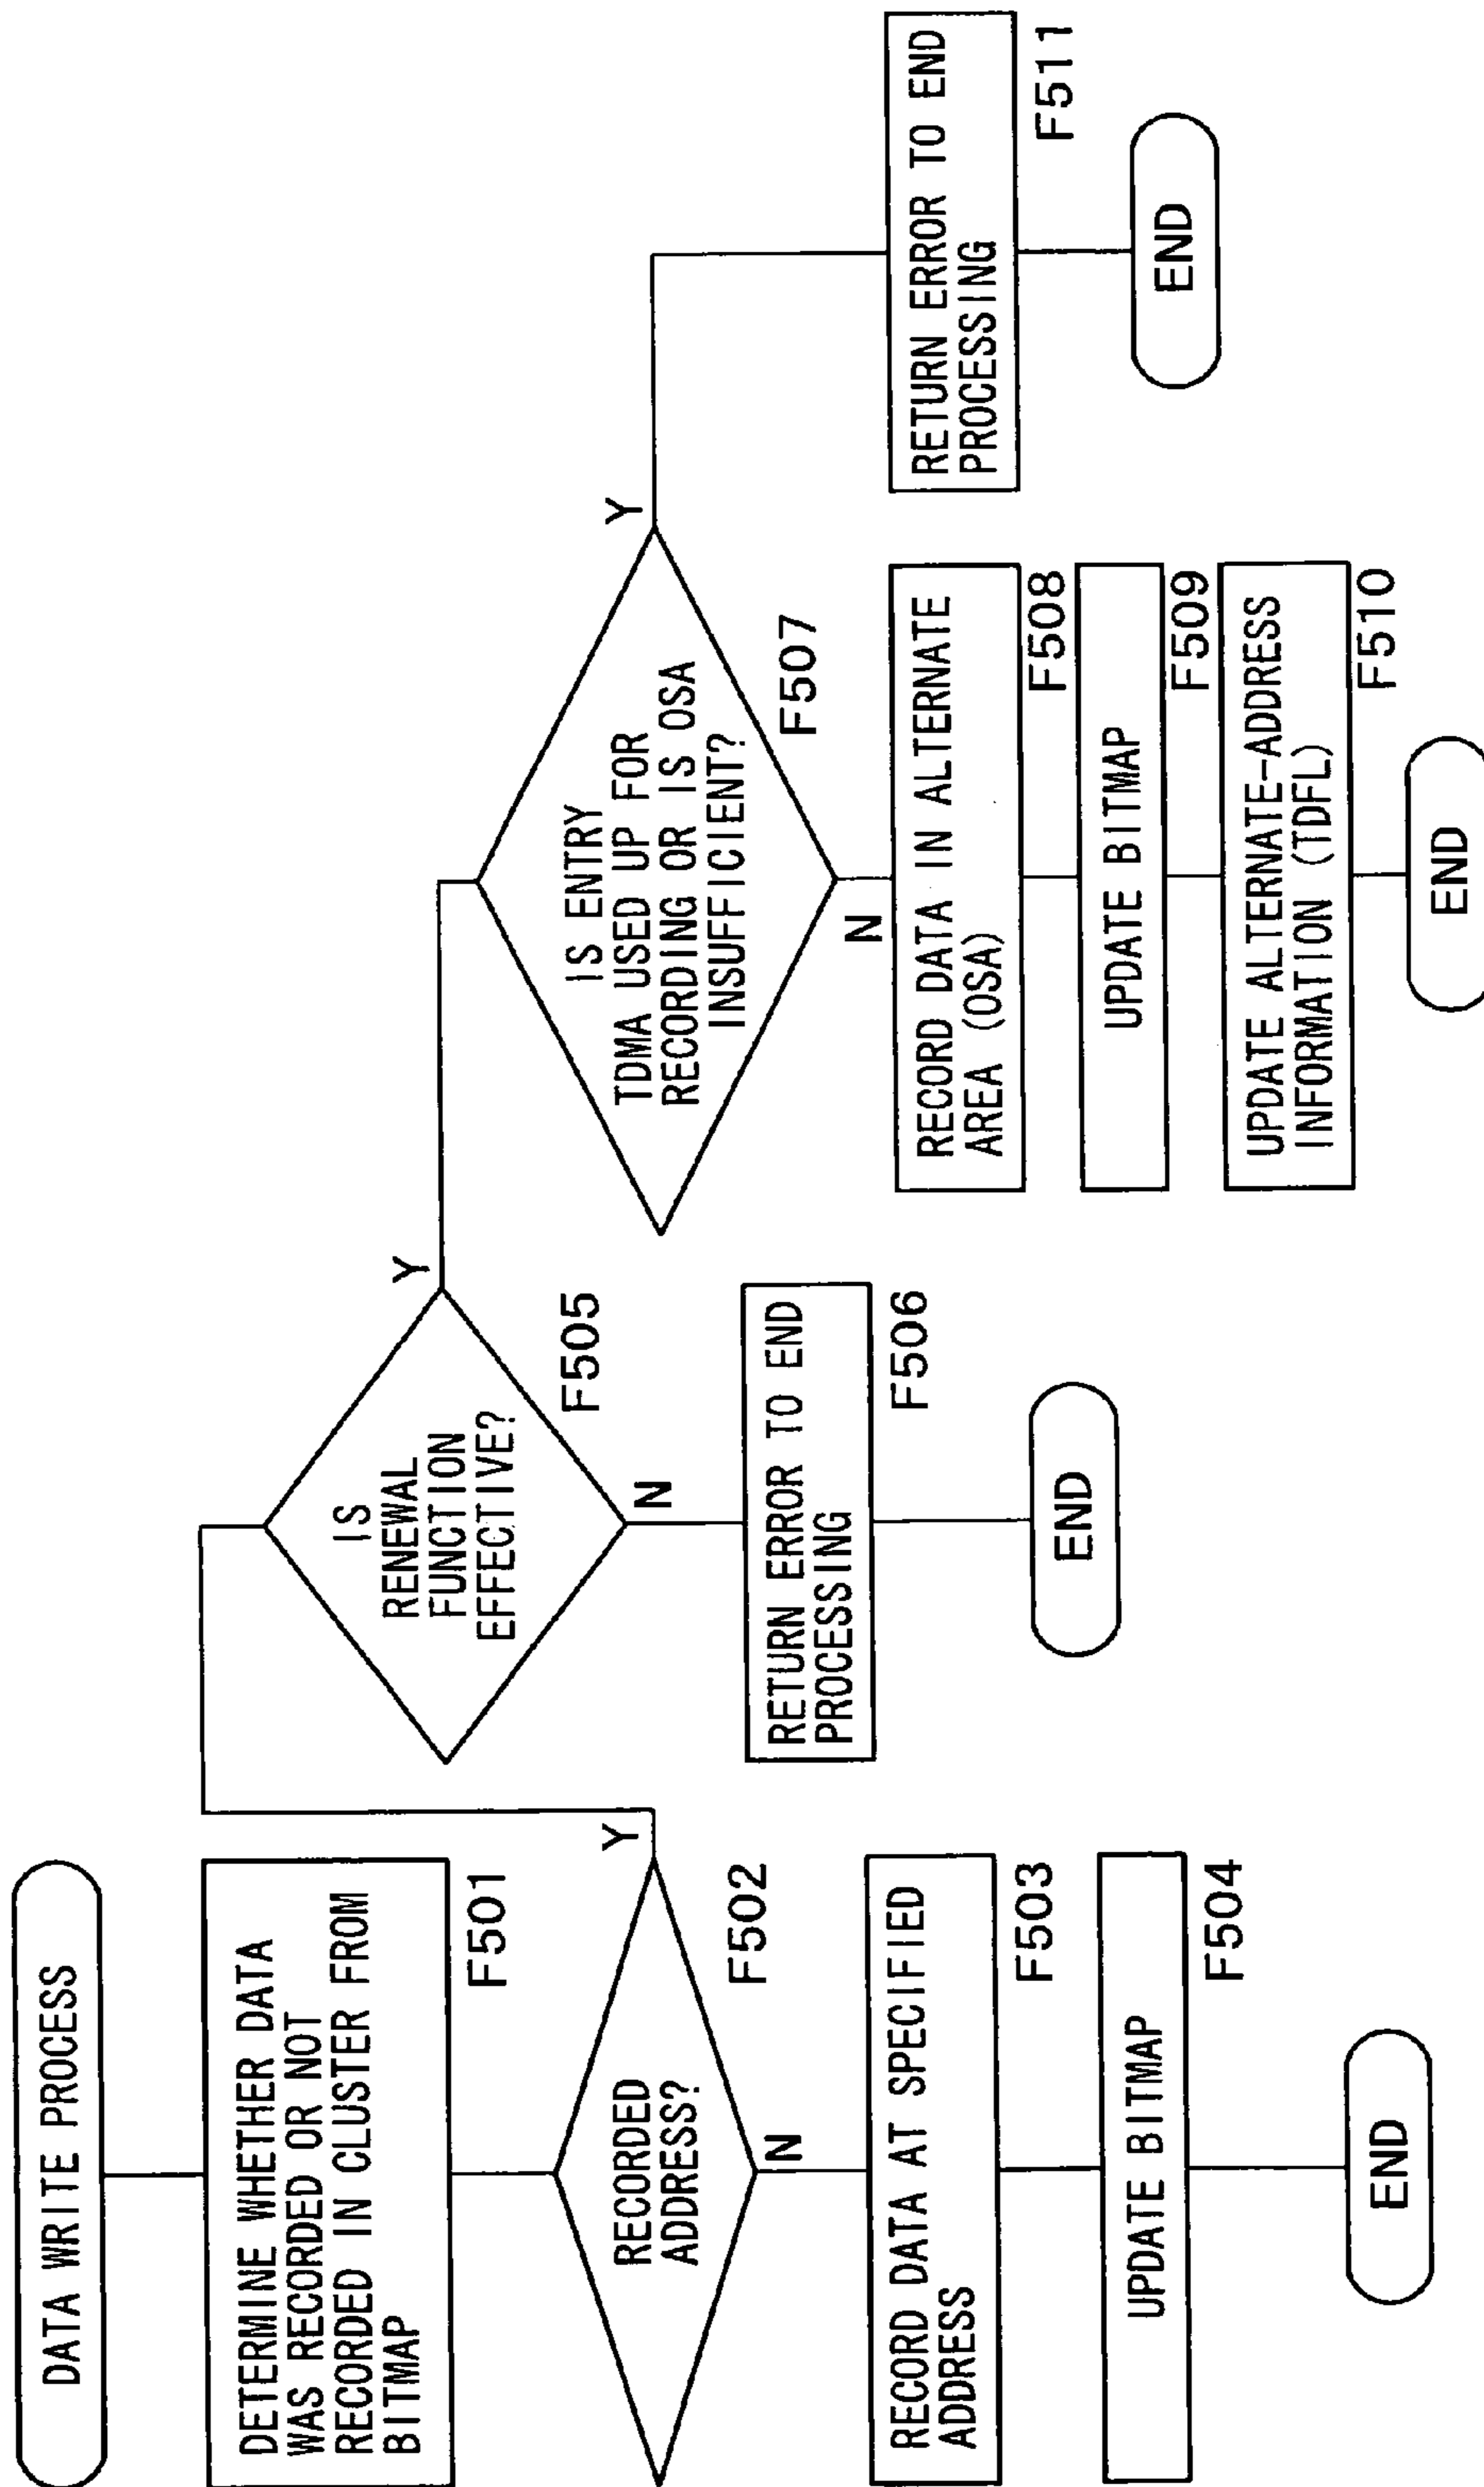 DATA WRITE PROCESS
DETERMINE WHETHER DATA
WAS RECORDED OR NOT
RECORDED IN CLUSTER FROM
BITMAP
F501
RECORDED
ADDRESS?
Y
F502
N
RECORD DATA AT SPECIFIED
ADDRESS
F503
UPDATE BITMAP
F504
END
IS
RENEWAL
FUNCTION
EFFECTIVE?
Y
F505
N
RETURN ERROR TO END
PROCESSING
F506
END
IS ENTRY
TDMA USED UP FOR
RECORDING OR IS OSA
INSUFFICIENT?
Y
F507
N
RECORD DATA IN ALTERNATE
AREA (OSA)
F508
UPDATE BITMAP
F509
UPDATE ALTERNATE-ADDRESS
INFORMATION (TDFL)
F510
END
RETURN ERROR TO END
PROCESSING
F511
END